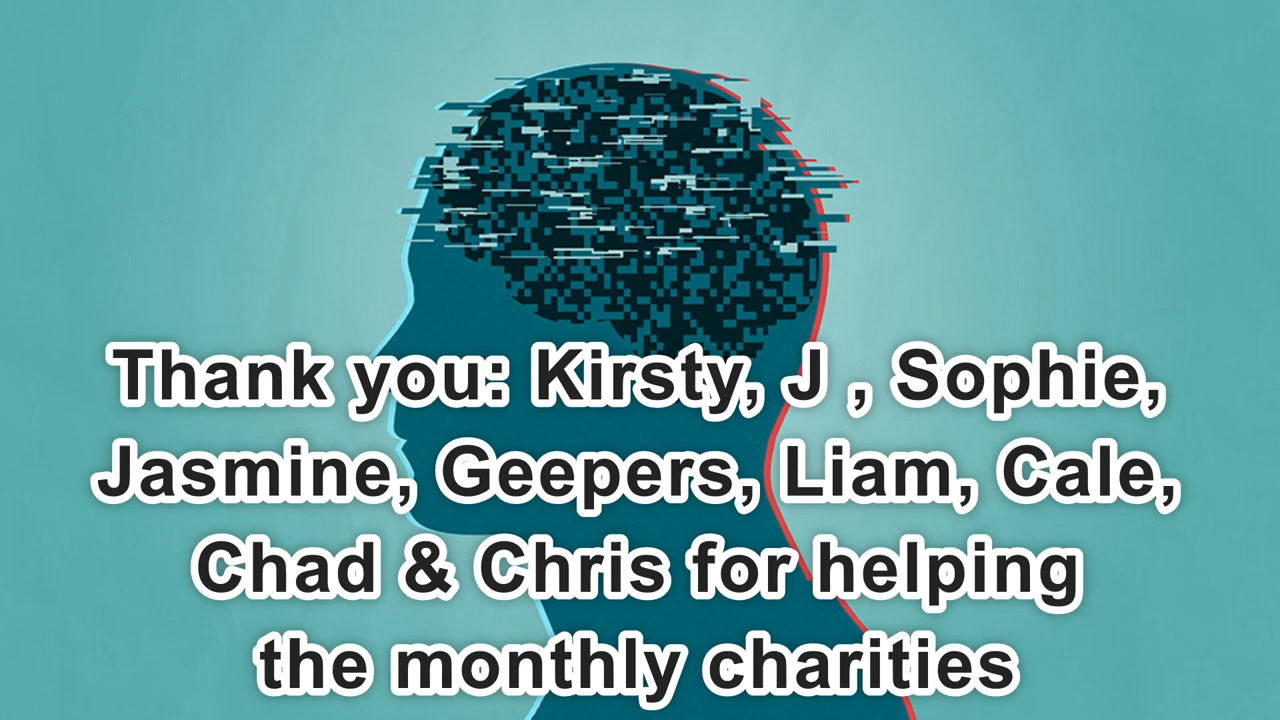 Thank you: Kirsty, J , Sophie,
Jasmine, Geepers, Liam, Cale,
Chad & Chris for helping
the monthly charities